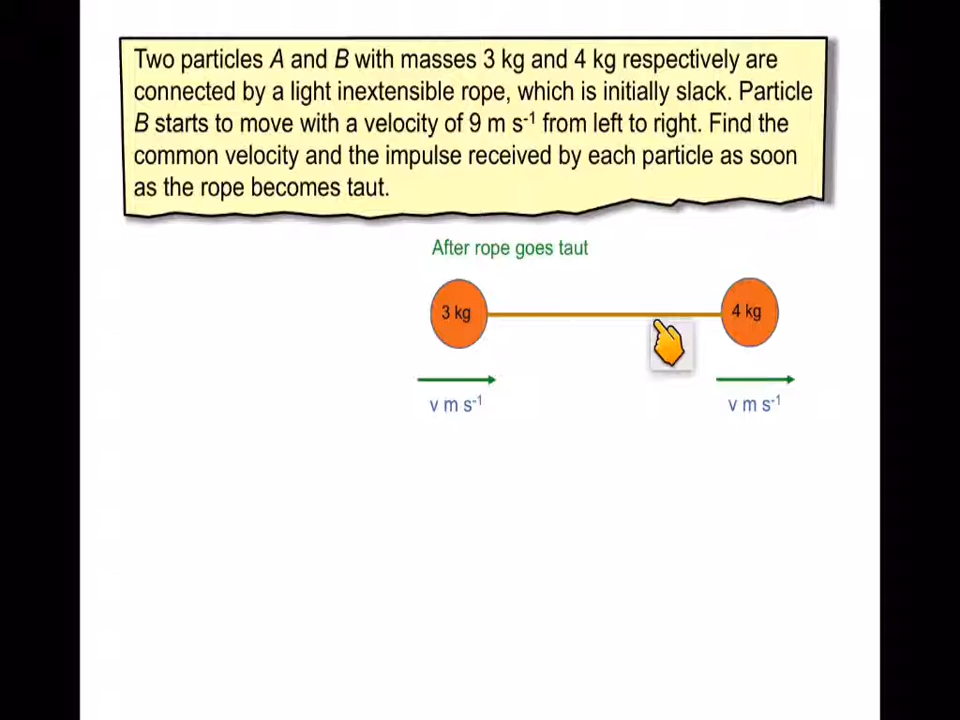 Two particles A and B with masses 3 kg and 4 kg respectively are
connected by a light inextensible rope, which is initially slack. Particle
B starts to move with a velocity of 9 m s⁻¹ from left to right. Find the
common velocity and the impulse received by each particle as soon
as the rope becomes taut.
After rope goes taut
3 kg
4 kg
v m s⁻¹
v m s⁻¹